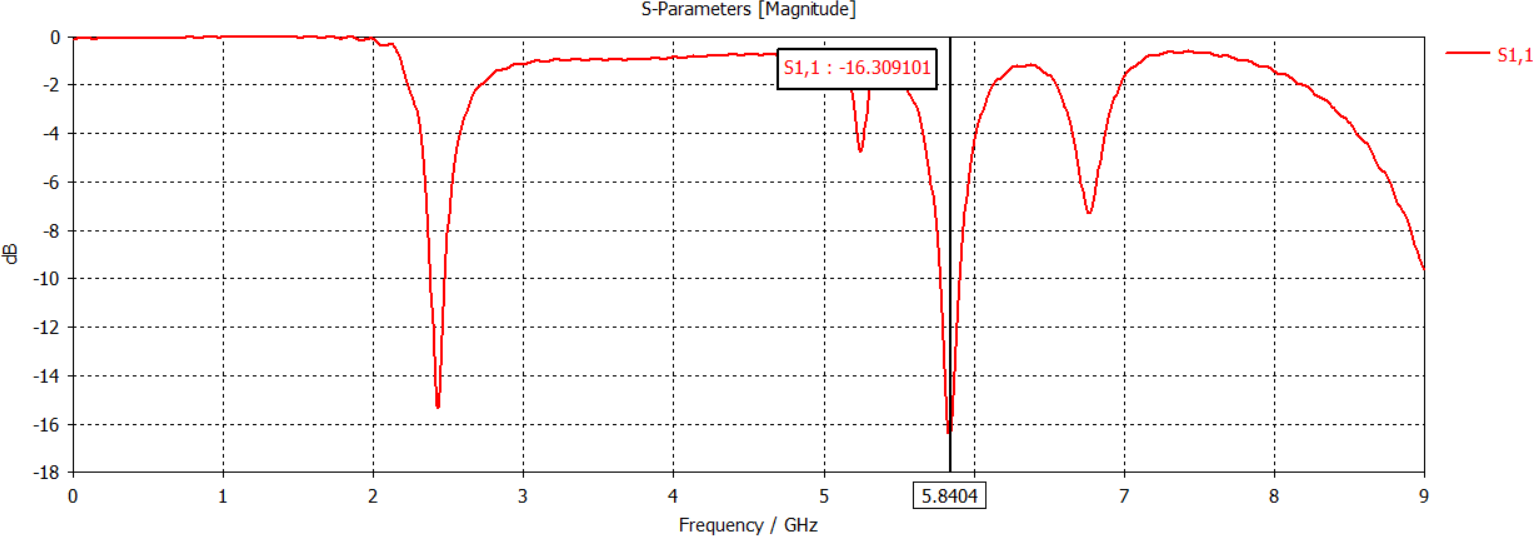 S-Parameters [Magnitude]
0
-2
-4
-6
-8
-10
-12
-14
-16
-18
dB
S1,1 : -16.309101
S1,1
0 1 2 3 4 5 5.8404 7 8 9
Frequency / GHz